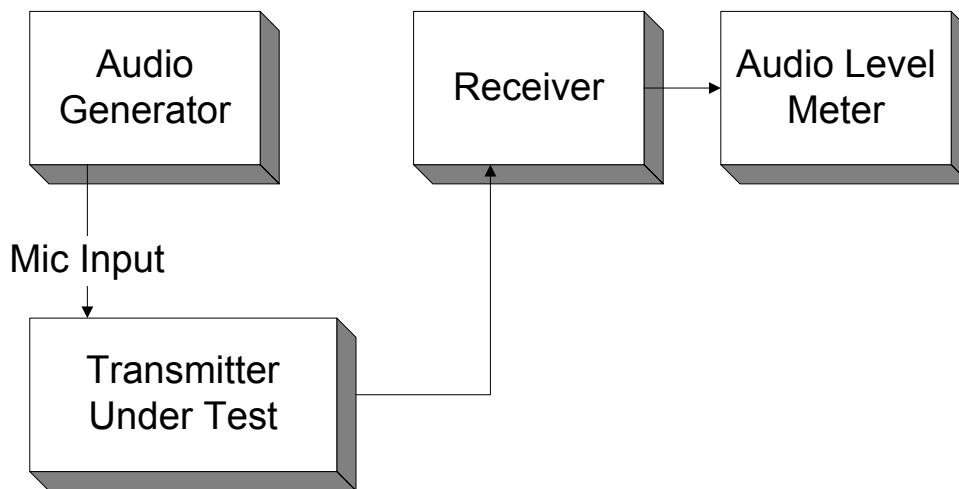 Audio
Generator
Receiver
Audio Level
Meter
Mic Input
Transmitter
Under Test